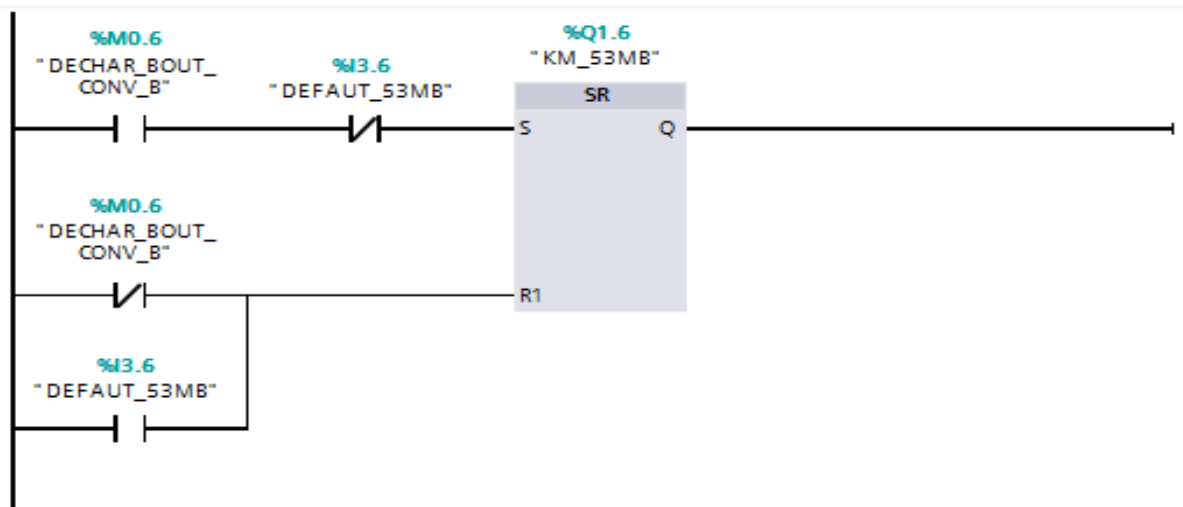 %M0.6
"DECHAR_BOUT_
CONV_B"
%I3.6
"DEFAUT_53MB"
%Q1.6
"KM_53MB"
SR
S
Q
%M0.6
"DECHAR_BOUT_
CONV_B"
R1
%I3.6
"DEFAUT_53MB"